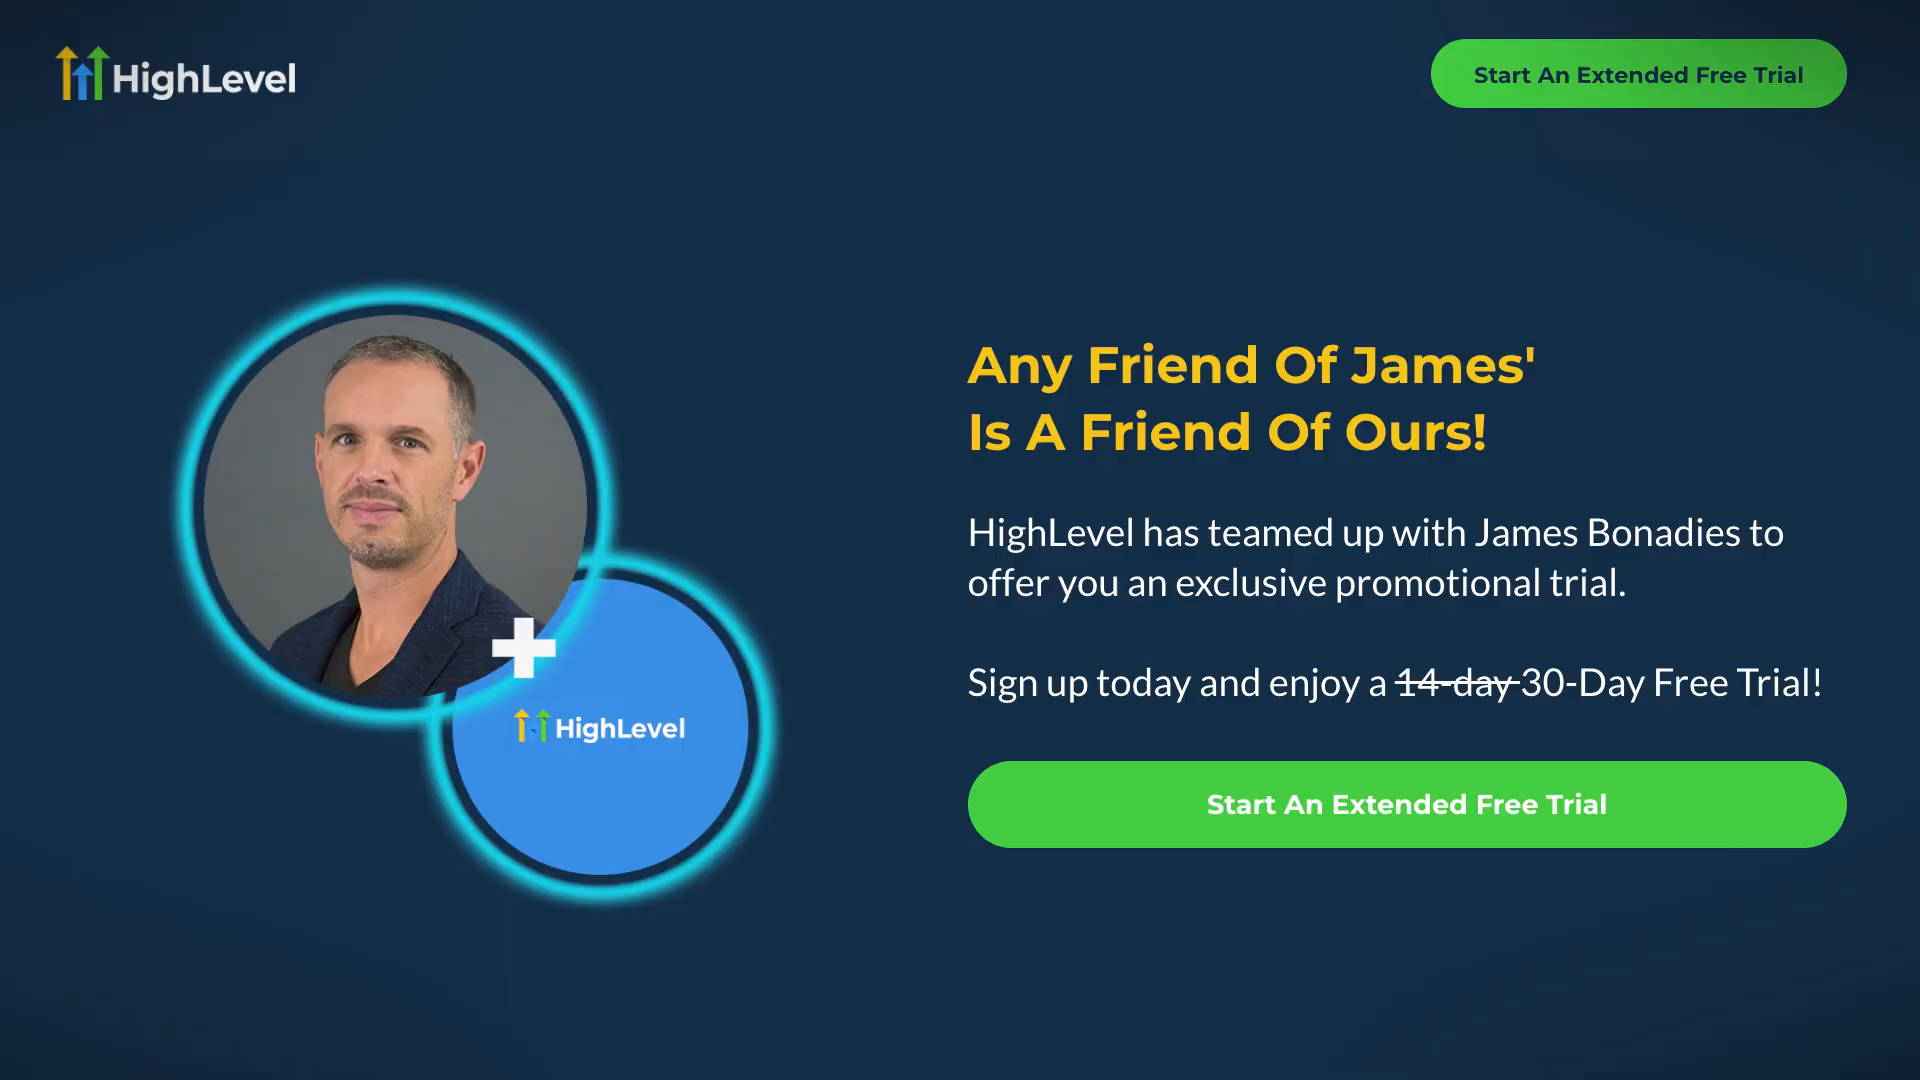 HighLevel
Start An Extended Free Trial
Any Friend Of James'
Is A Friend Of Ours!
HighLevel has teamed up with James Bonadies to
offer you an exclusive promotional trial.
Sign up today and enjoy a 14-day 30-Day Free Trial!
Start An Extended Free Trial
HighLevel